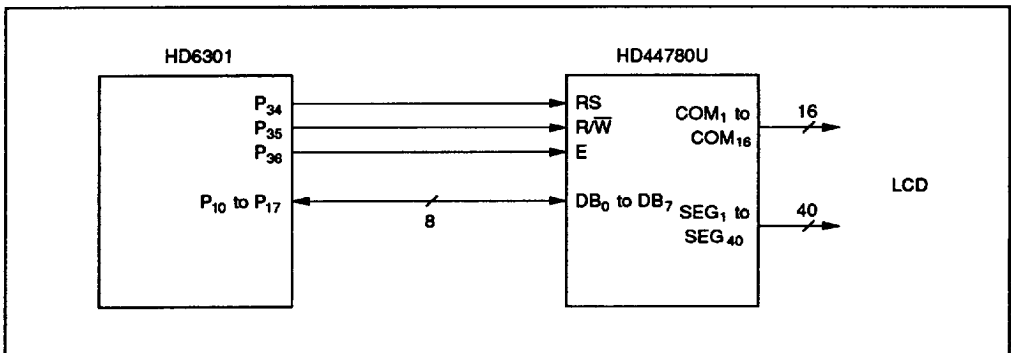 HD6301
HD44780U
P34
RS
P35
R/W̅
P36
E
P10 to P17
8
DB0 to DB7
COM1 to
COM16
16
SEG1 to
SEG40
40
LCD